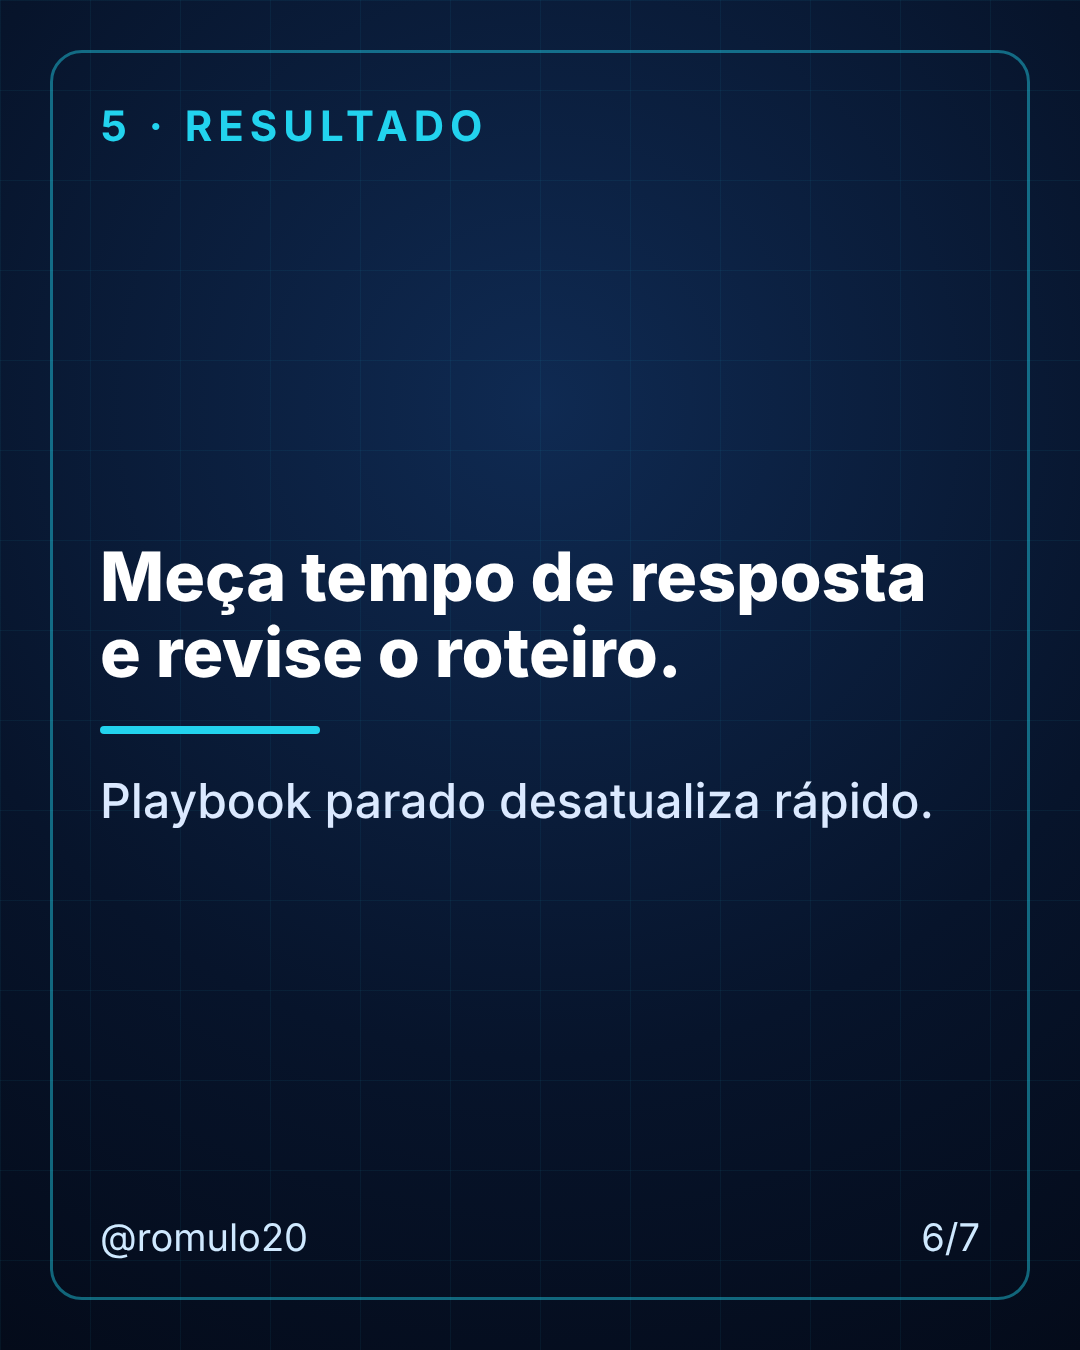 5 · RESULTADO
Meça tempo de resposta
e revise o roteiro.
Playbook parado desatualiza rápido.
@romulo20
6/7